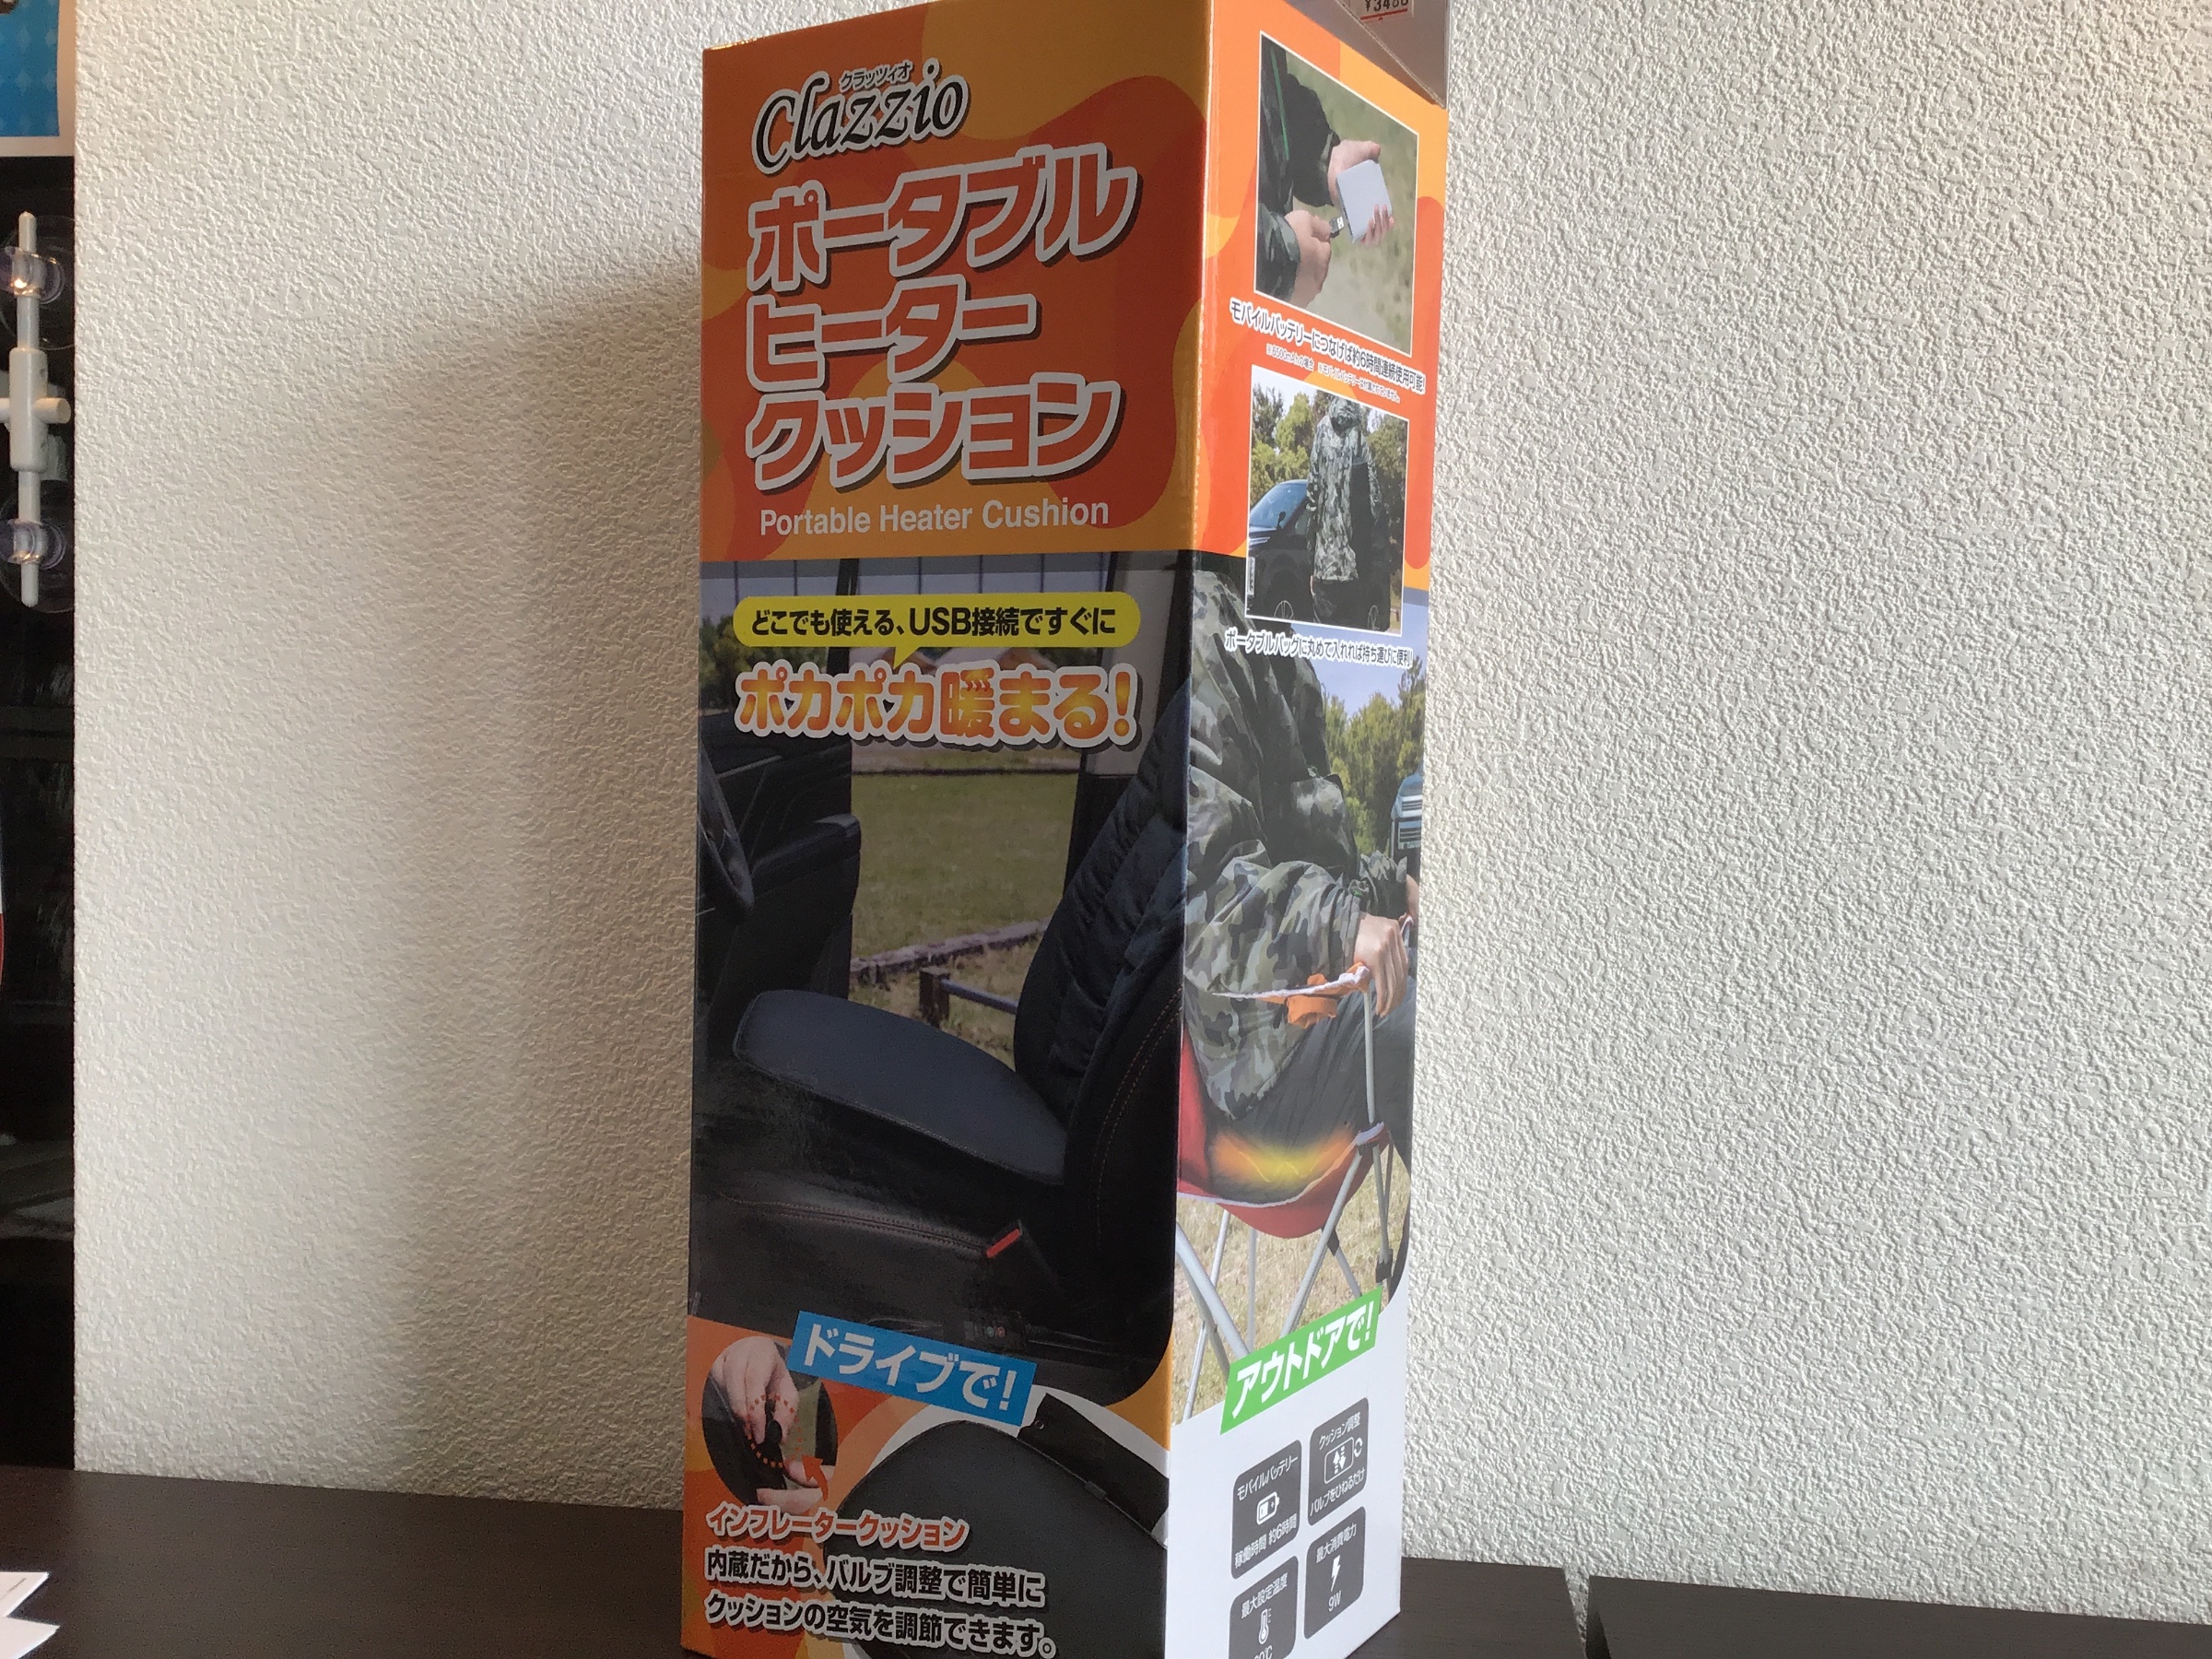 クラッツィオ
Clazzio
ポータブル
ヒーター
クッション
Portable Heater Cushion
どこでも使える、USB接続ですぐに
ポカポカ暖まる!
ドライブで!
インフレータークッション
内蔵だから、バルブ調整で簡単に
クッションの空気を調節できます。
モバイルバッテリーにつなげば約6時間連続使用可能!
ポータブルバッグに丸めて入れれば持ち運びに便利!
アウトドアで!
モバイルバッテリー
稼働時間 約6時間
クッション調整
バルブをひねるだけ
最大設定温度
最大消費電力
9W